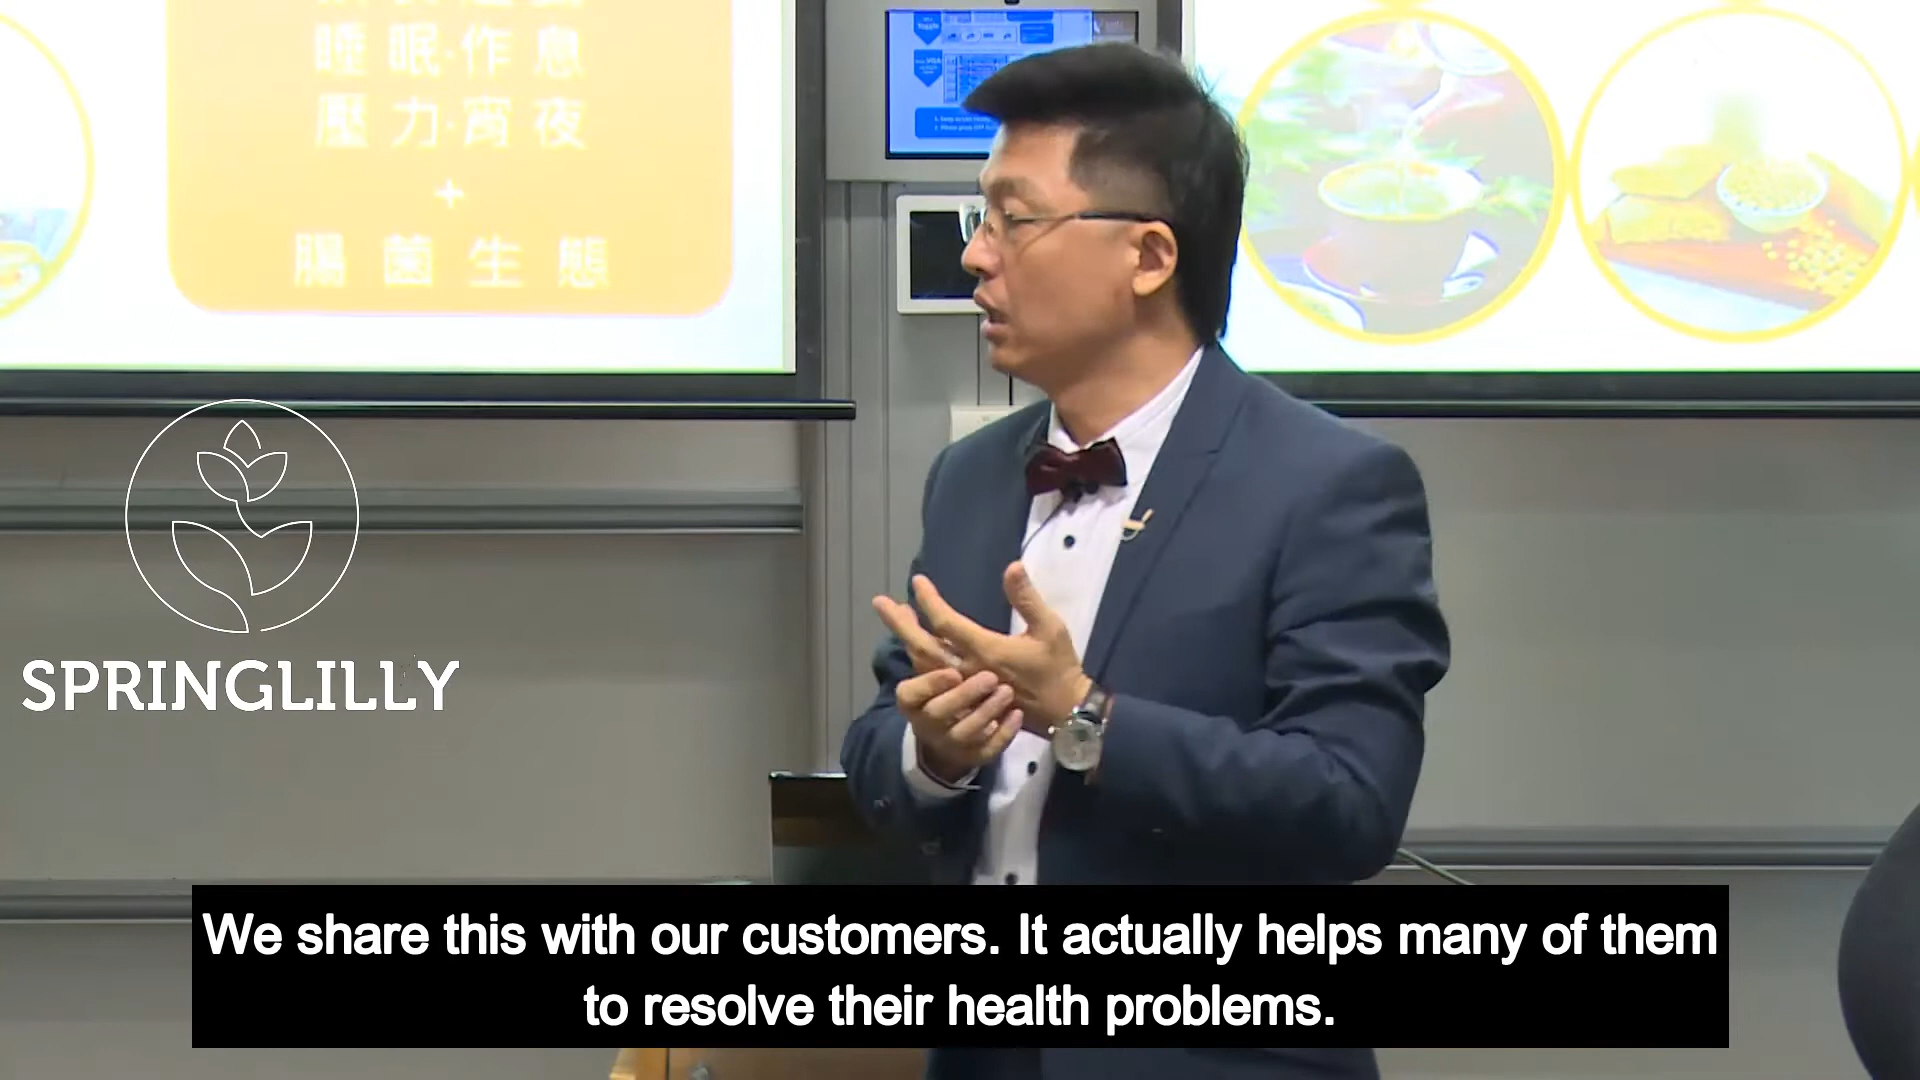 睡眠·作息
壓力·宵夜
+
腸菌生態
SPRINGLILLY
We share this with our customers. It actually helps many of them
to resolve their health problems.